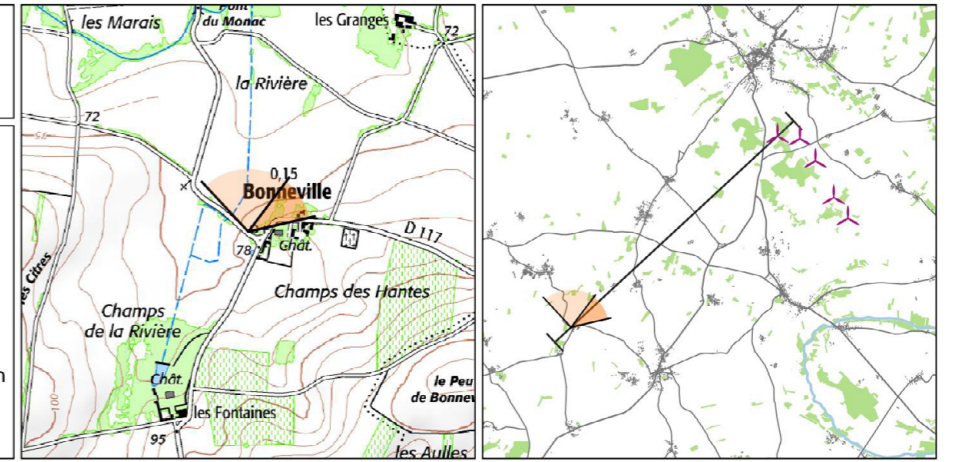 Pont
du Monac
les Marais
les Granges
72
la Rivière
72
0,15
Bonneville
Chât.
78
D 117
Champs des Hantes
Champs
de la Rivière
100
Chât.
les Fontaines
95
le Peu
de Bonnev
les Aulles
n